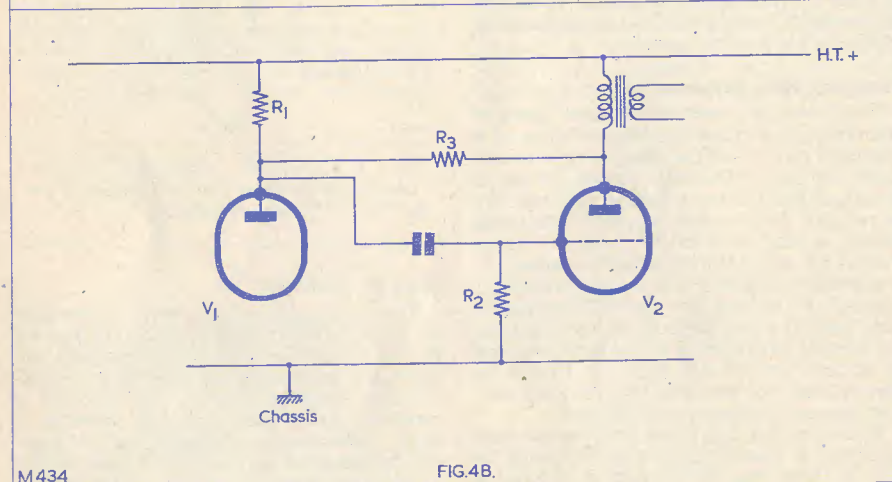 H.T. +
R1
R3
R2
V1
V2
Chassis
M434
FIG.4B.